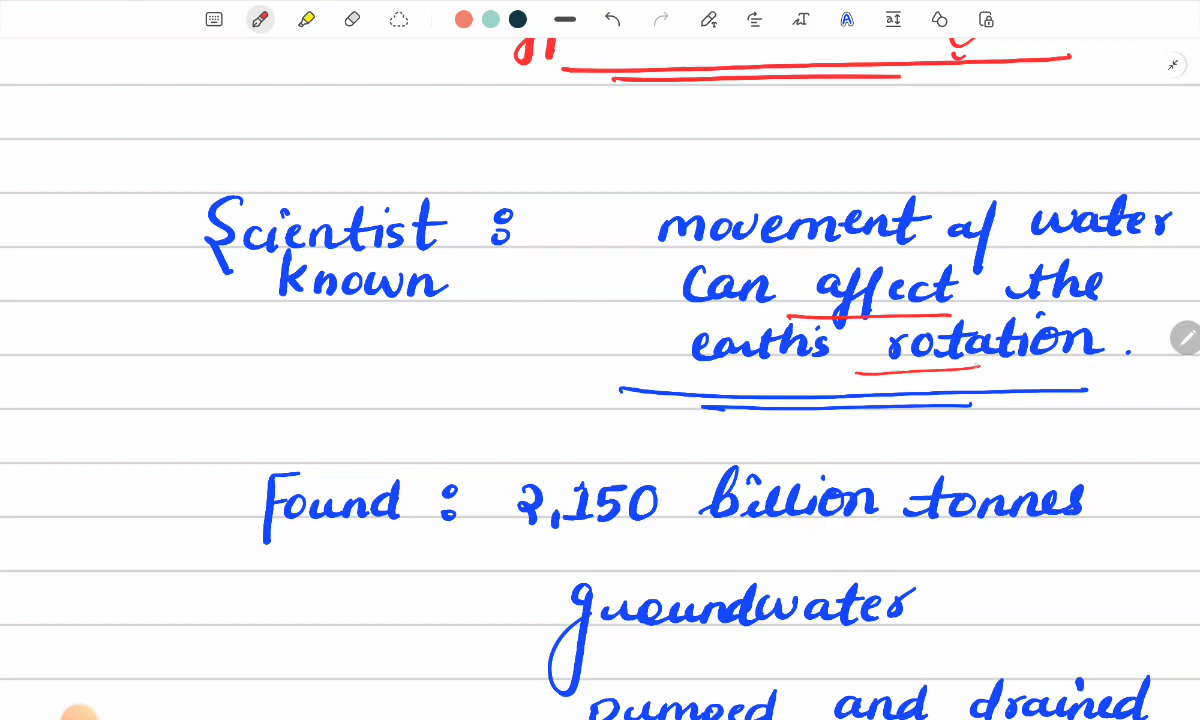 Scientist : movement of water
known can affect the
earth's rotation.
Found : 2,150 billion tonnes
groundwater
pumped and drained